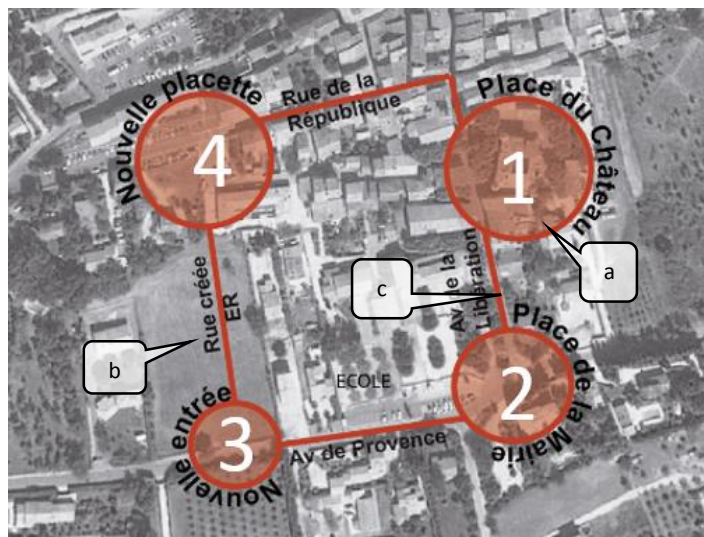 Nouvelle placette
4
Rue de la
République
Place du Château
1
a
Rue créée
ER
b
c
Av de la
Libération
Place de la Mairie
2
ECOLE
Nouvelle entrée
3
Av de Provence